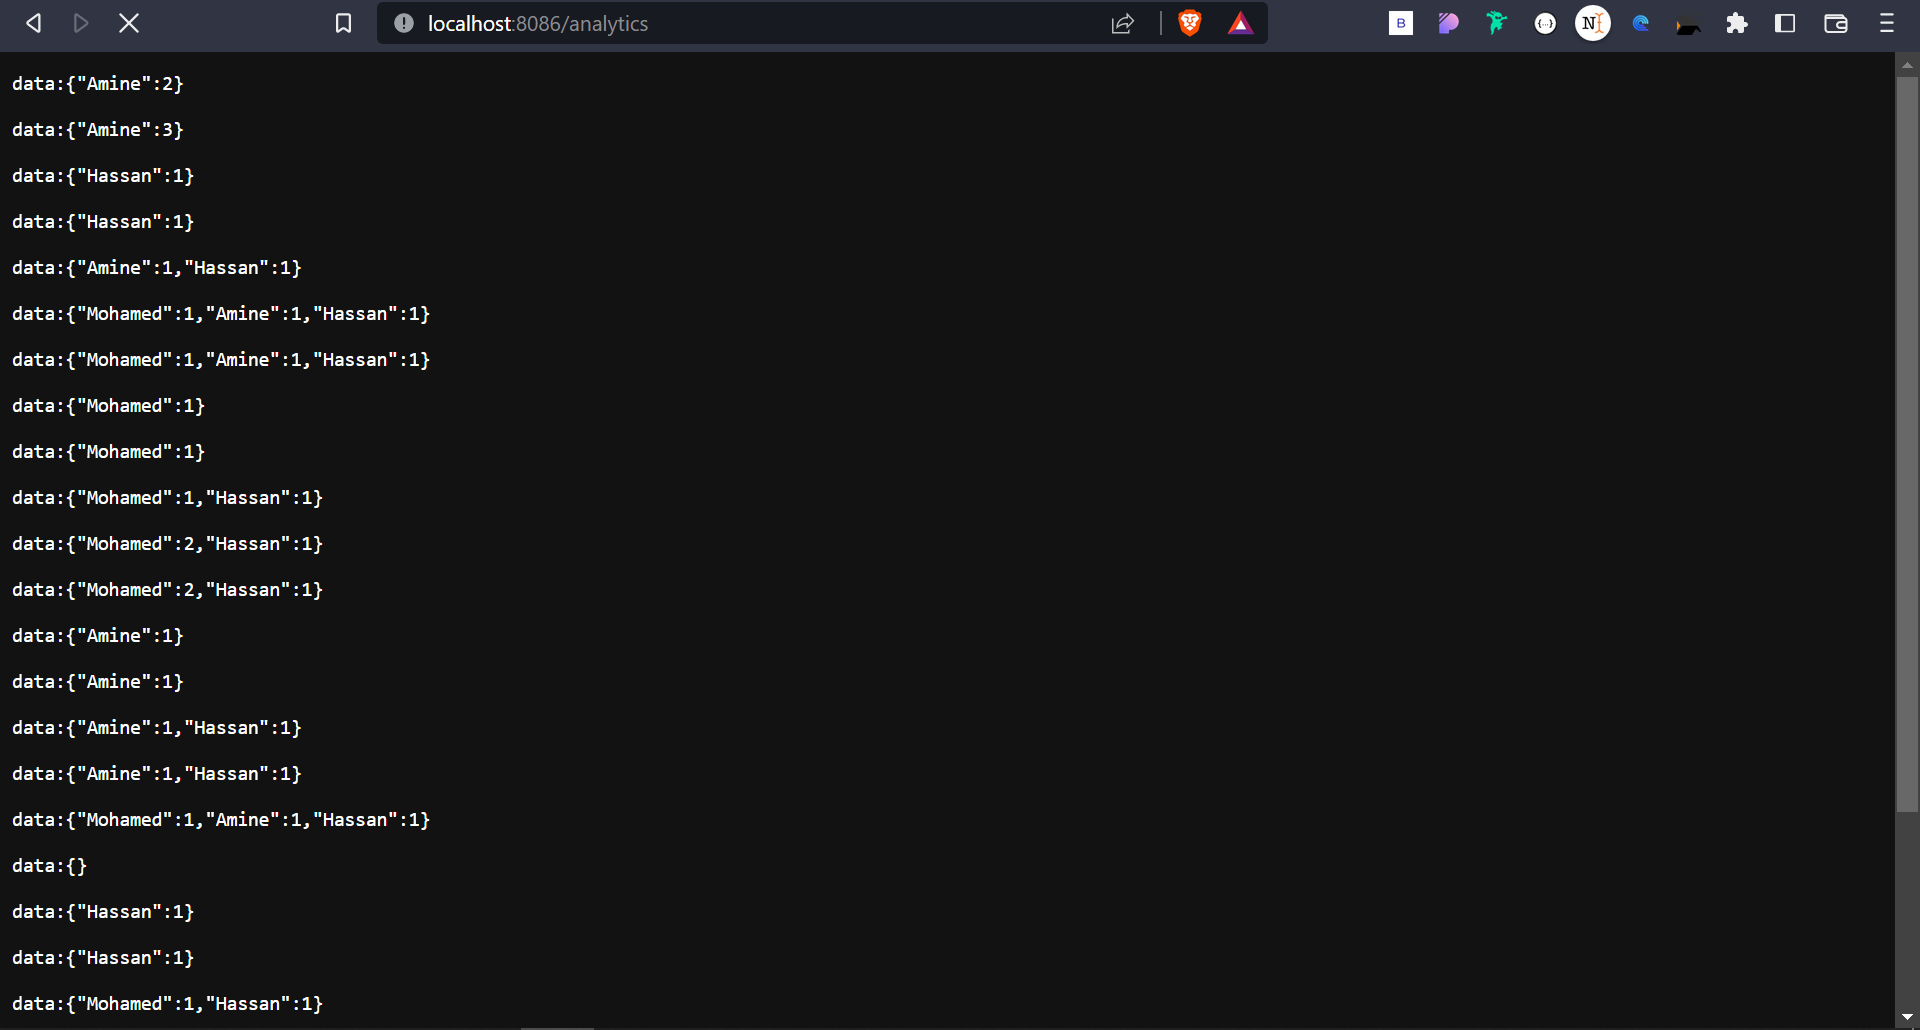 localhost:8086/analytics
B
N
data:{"Amine":2}
data:{"Amine":3}
data:{"Hassan":1}
data:{"Hassan":1}
data:{"Amine":1,"Hassan":1}
data:{"Mohamed":1,"Amine":1,"Hassan":1}
data:{"Mohamed":1,"Amine":1,"Hassan":1}
data:{"Mohamed":1}
data:{"Mohamed":1}
data:{"Mohamed":1,"Hassan":1}
data:{"Mohamed":2,"Hassan":1}
data:{"Mohamed":2,"Hassan":1}
data:{"Amine":1}
data:{"Amine":1}
data:{"Amine":1,"Hassan":1}
data:{"Amine":1,"Hassan":1}
data:{"Mohamed":1,"Amine":1,"Hassan":1}
data:{}
data:{"Hassan":1}
data:{"Hassan":1}
data:{"Mohamed":1,"Hassan":1}